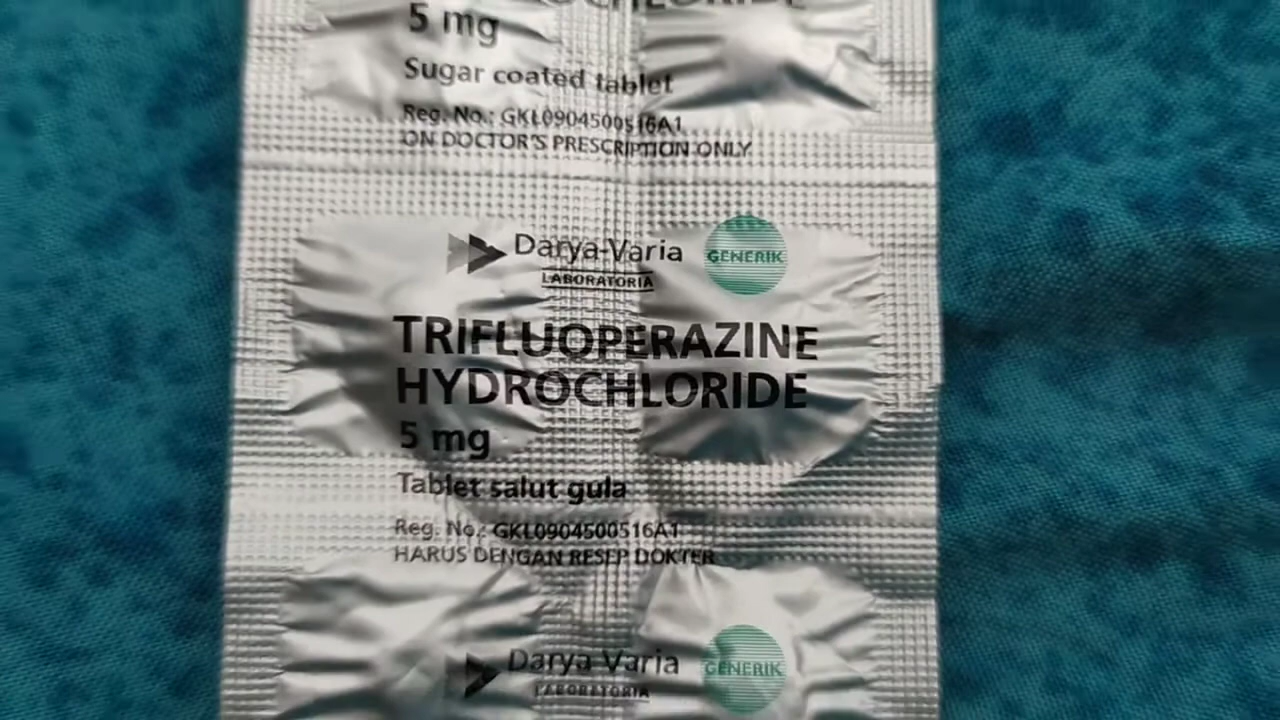 5 mg
Sugar coated tablet
Reg. No.: GKL0904500516A1
ON DOCTOR'S PRESCRIPTION ONLY
Darya-Varia
LABORATORIA
GENERIK
TRIFLUOPERAZINE
HYDROCHLORIDE
5 mg
Tablet salut gula
Reg. No.: GKL0904500516A1
HARUS DENGAN RESEP DOKTER
Darya-Varia
LABORATORIA
GENERIK